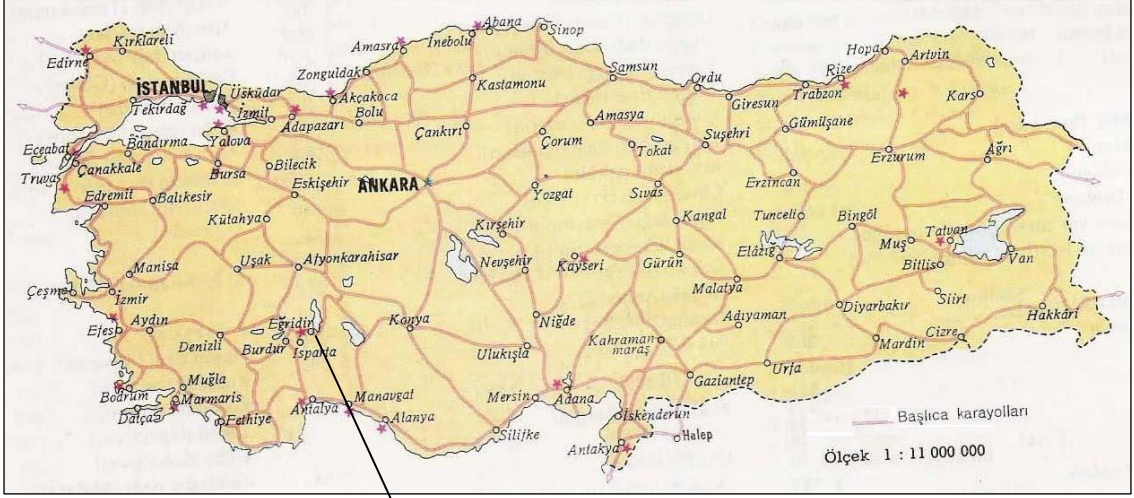 Abana
Sinop
Kırklareli
Amasra
İnebolu
Edirne
Hopa
Artvin
Zonguldak
Samsun
Ordu
Rize
Kastamonu
İSTANBUL
Üsküdar
Akçakoca
Trabzon
Kars
Tekirdağ
İzmit
Giresun
Adapazarı
Bolu
Amasya
Gümüşane
Çankırı
Çorum
Suşehri
Eceabat
Bandırma
Yalova
Tokat
Erzurum
Ağrı
Çanakkale
Bilecik
Truva
Bursa
Erzincan
Edremit
Balıkesir
Eskişehir
ANKARA
Yozgat
Sıvas
Kütahya
Kangal
Tunceli
Bingöl
Kırşehir
Muş
Tatvan
Uşak
Afyonkarahisar
Nevşehir
Kayseri
Gürün
Elâzığ
Van
Manisa
Bitlis
Çeşme
İzmir
Malatya
Siirt
Diyarbakır
Hakkâri
Efes
Aydın
Eğridir
Konya
Niğde
Adıyaman
Denizli
Burdur
Isparta
Ulukışla
Kahraman-
maraş
Mardin
Cizre
Urfa
Bodrum
Muğla
Gaziantep
Marmaris
Antalya
Manavgat
Mersin
Adana
Datça
Fethiye
Alanya
İskenderun
Silifke
Halep
Antakya
Başlıca karayolları
Ölçek 1 : 11 000 000